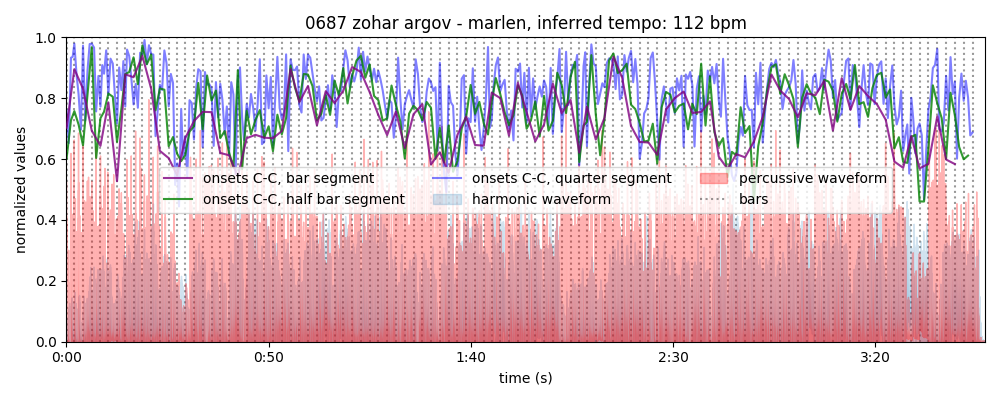 0687 zohar argov - marlen, inferred tempo: 112 bpm
normalized values
1.0
0.8
0.6
0.4
0.2
0.0
onsets C-C, bar segment
onsets C-C, half bar segment
onsets C-C, quarter segment
harmonic waveform
percussive waveform
bars
0:00 0:50 1:40 2:30 3:20
time (s)